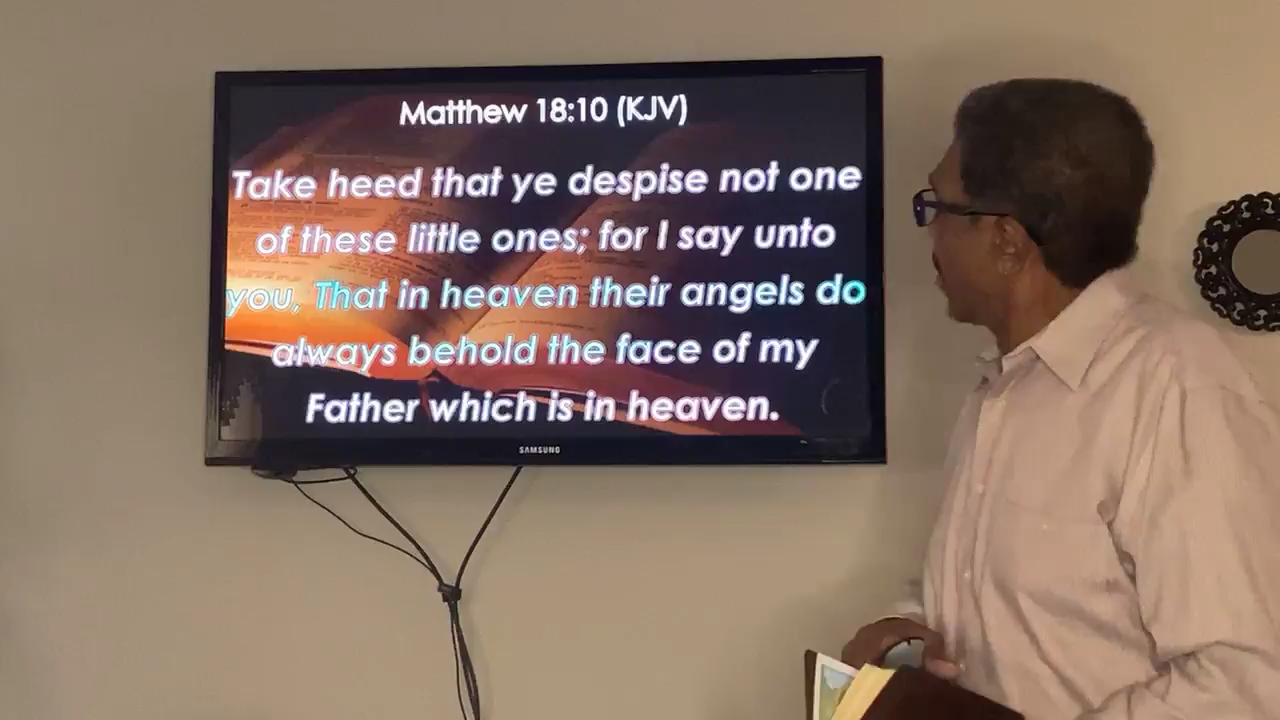 Matthew 18:10 (KJV)
Take heed that ye despise not one
of these little ones; for I say unto
you, That in heaven their angels do
always behold the face of my
Father which is in heaven.
SAMSUNG